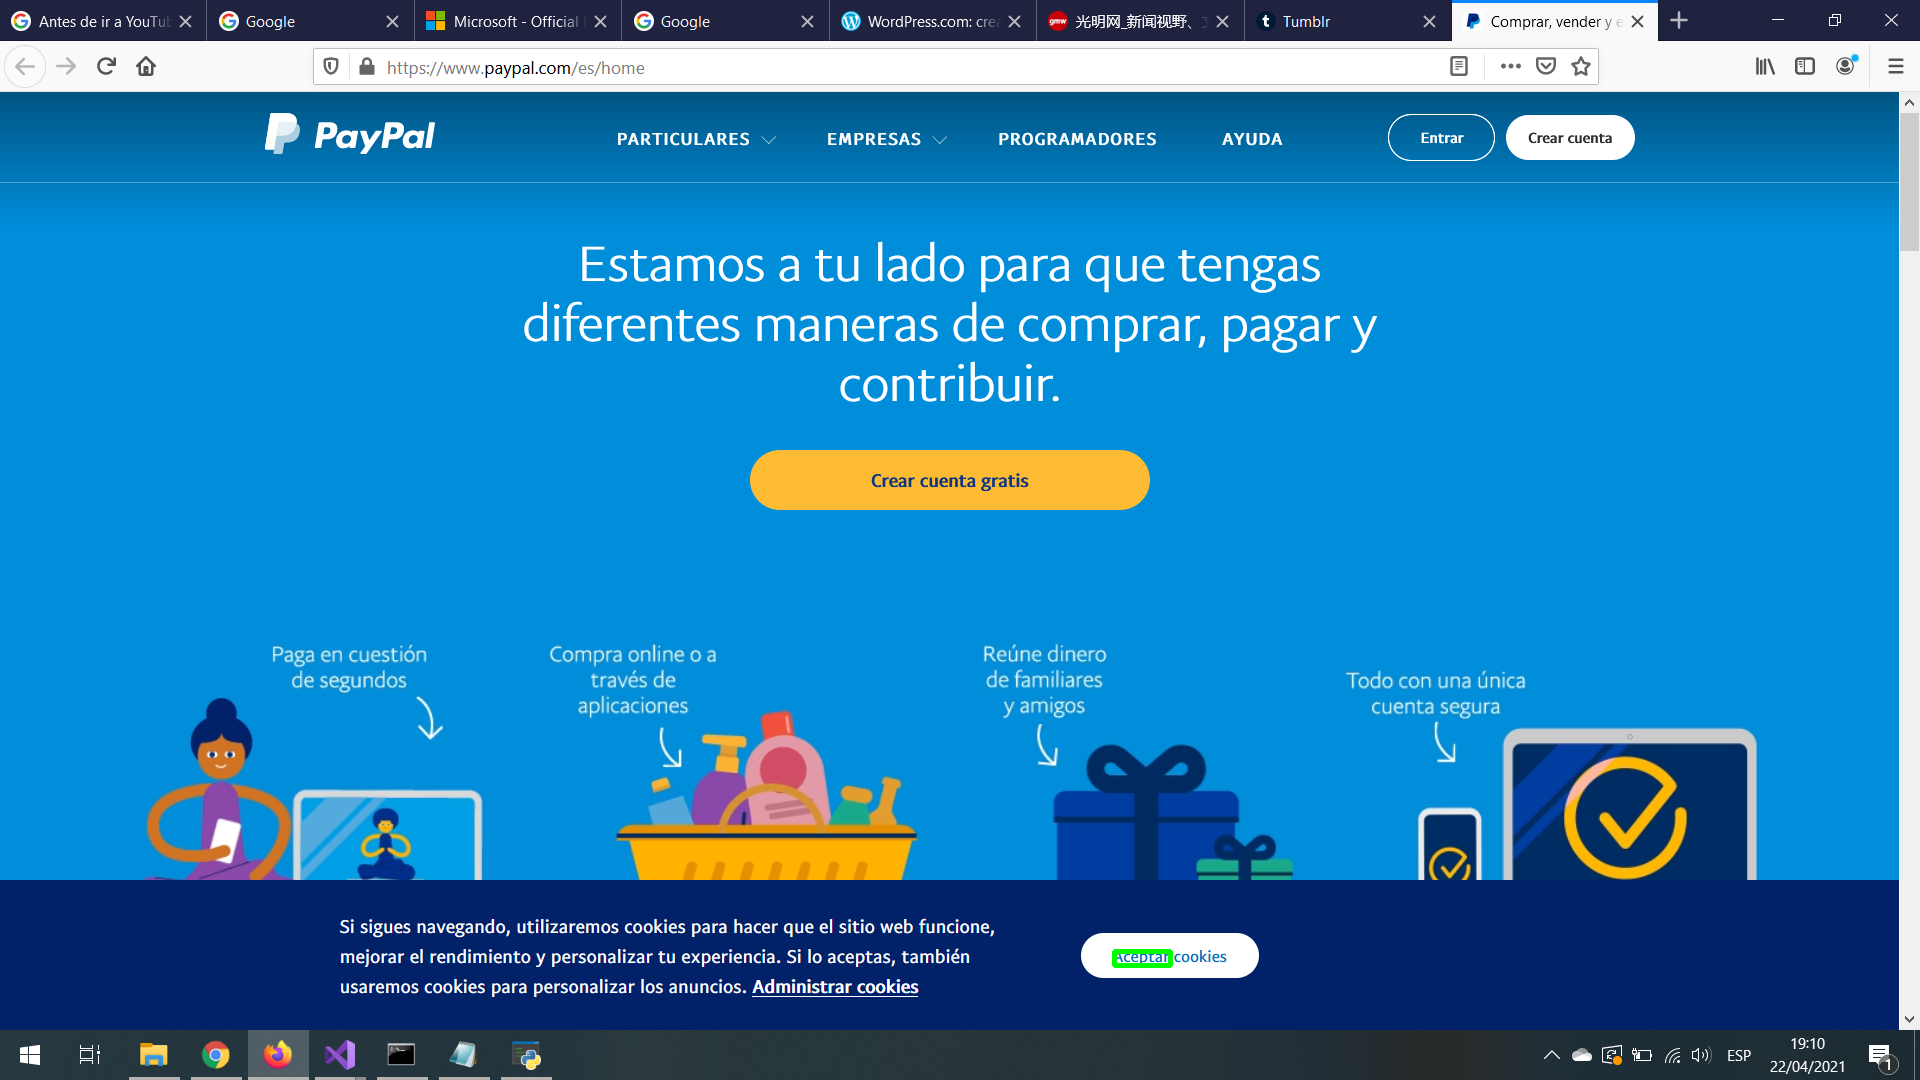 Antes de ir a YouTub
Google
Microsoft - Official
Google
WordPress.com: crea
光明网_新闻视野、
Tumblr
Comprar, vender y e
https://www.paypal.com/es/home
PayPal
PARTICULARES
EMPRESAS
PROGRAMADORES
AYUDA
Entrar
Crear cuenta
Estamos a tu lado para que tengas
diferentes maneras de comprar, pagar y
contribuir.
Crear cuenta gratis
Paga en cuestión
de segundos
Compra online o a
través de
aplicaciones
Reúne dinero
de familiares
y amigos
Todo con una única
cuenta segura
Si sigues navegando, utilizaremos cookies para hacer que el sitio web funcione,
mejorar el rendimiento y personalizar tu experiencia. Si lo aceptas, también
usaremos cookies para personalizar los anuncios. Administrar cookies
Aceptar cookies
ESP
19:10
22/04/2021
1